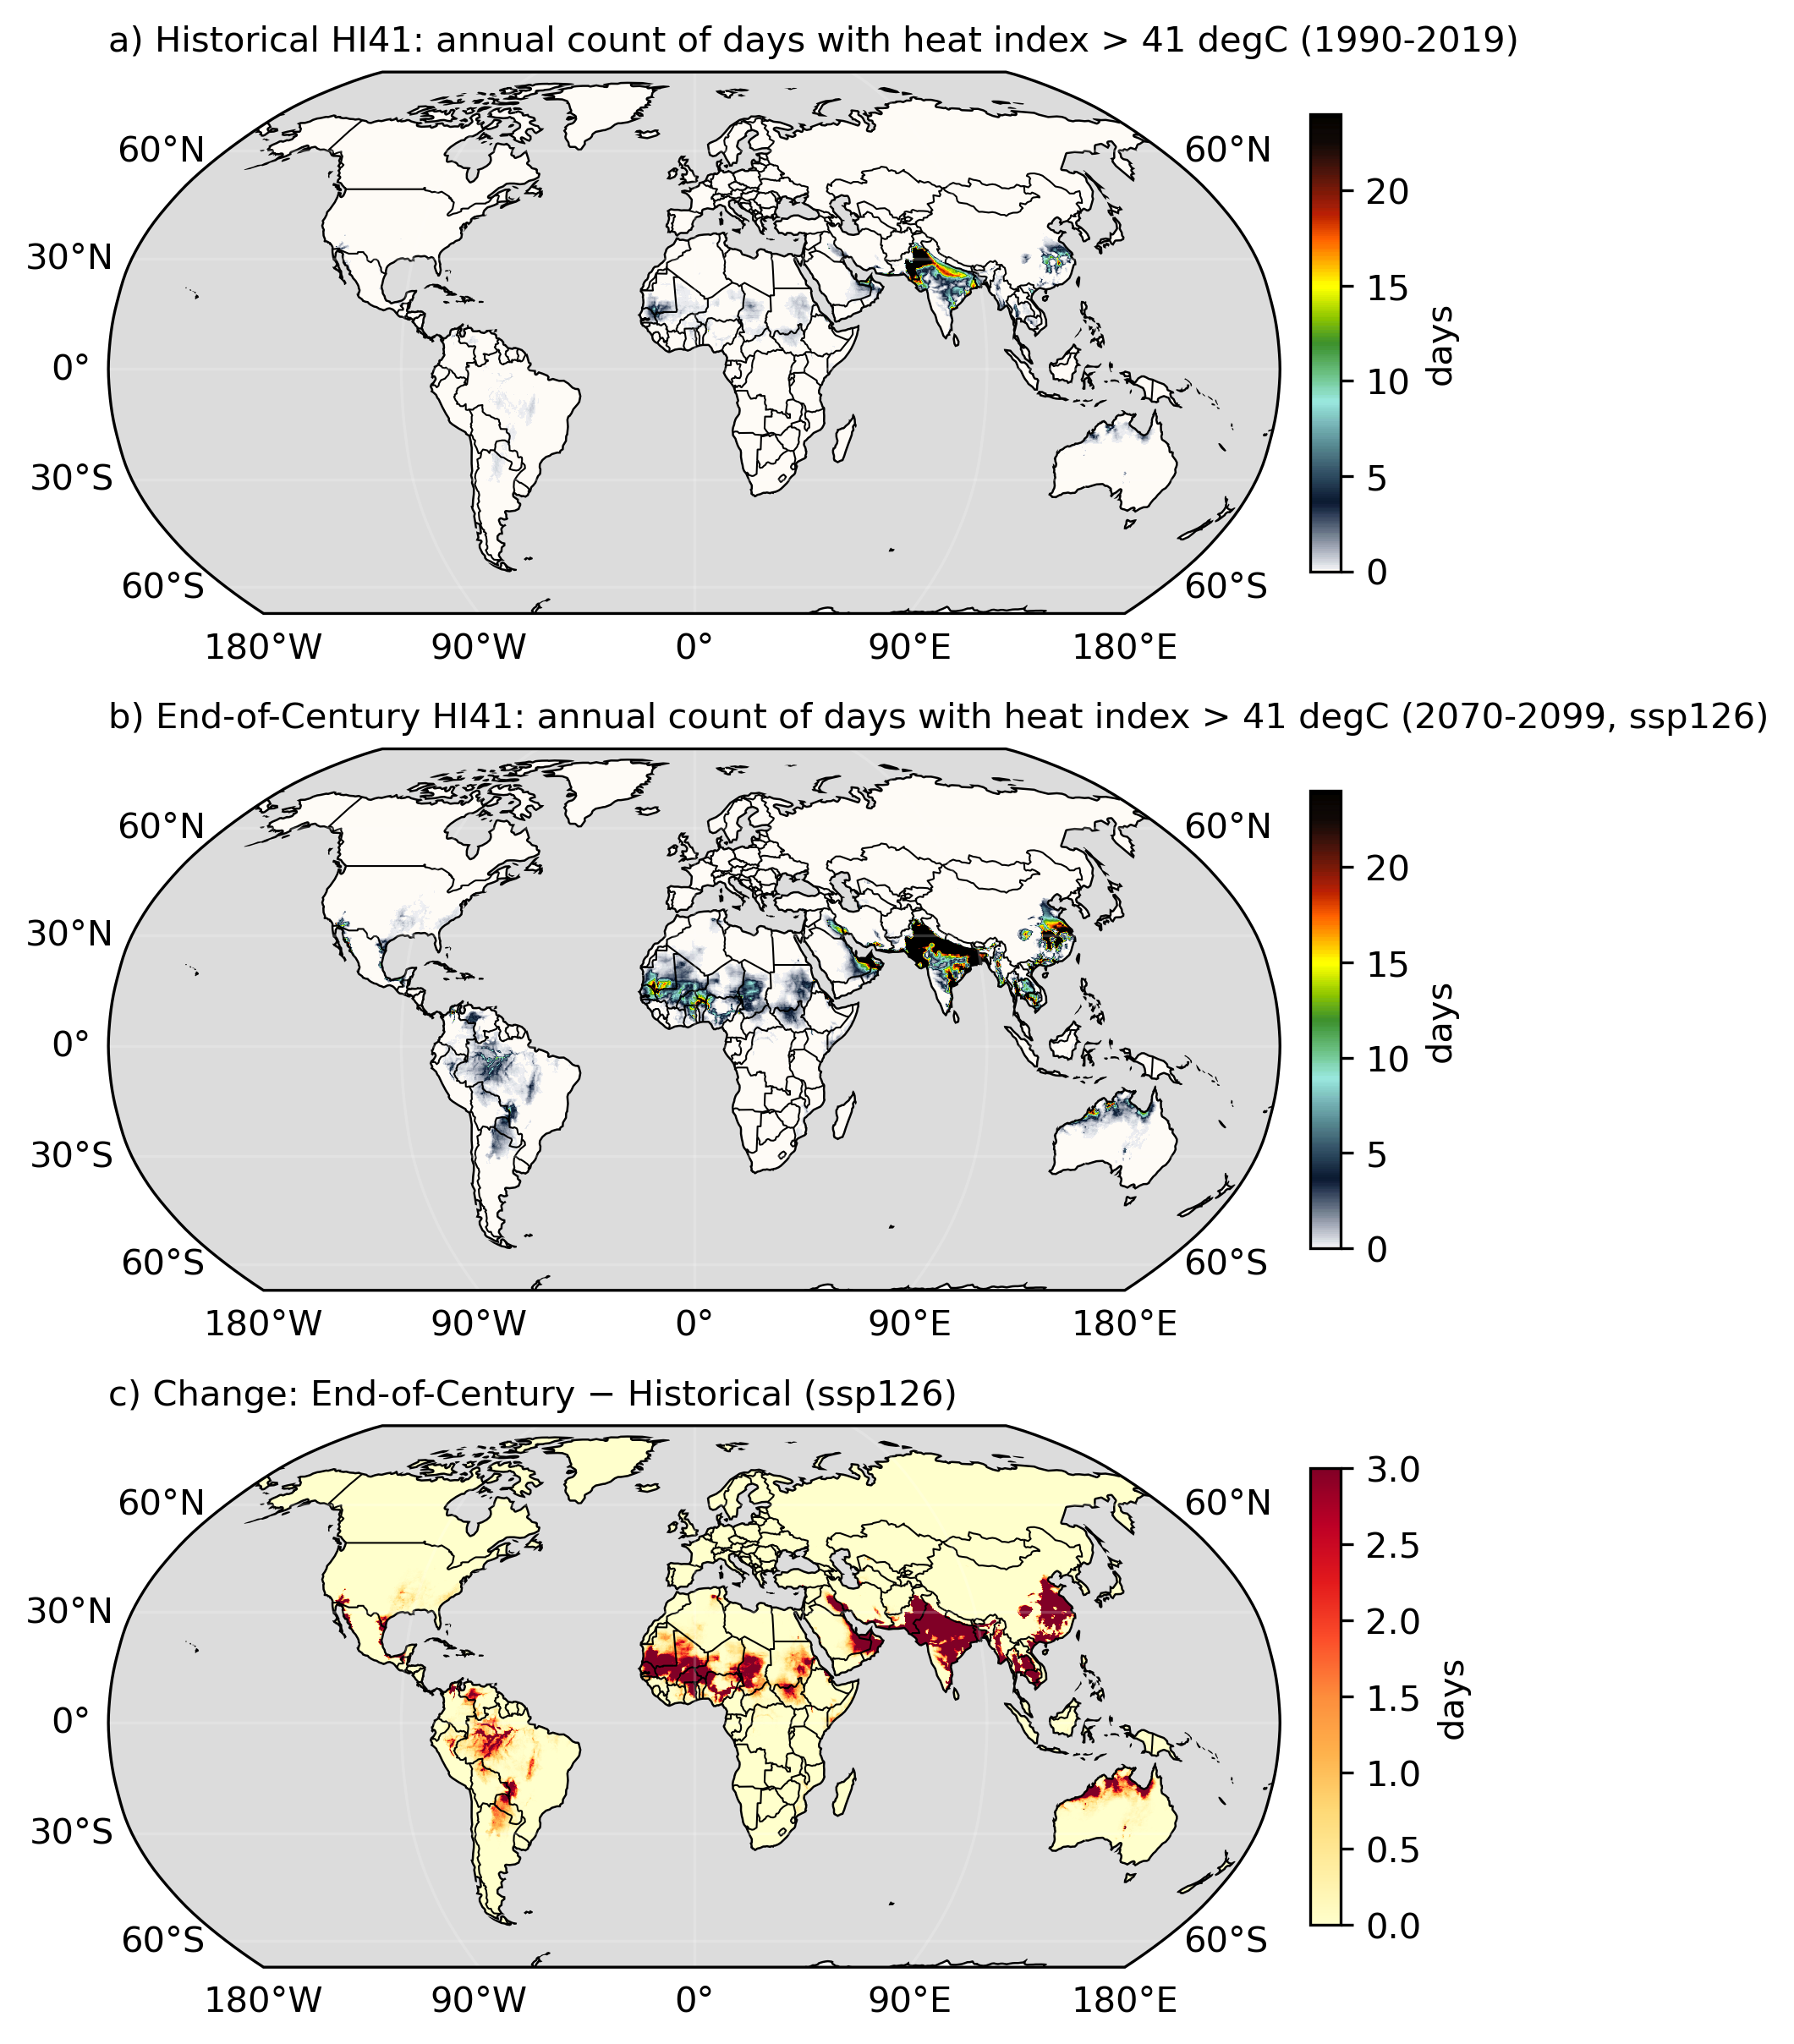 a) Historical HI41: annual count of days with heat index > 41 degC (1990-2019)
60°N 60°N
30°N
0°
30°S
60°S 60°S
180°W 90°W 0° 90°E 180°E
20
15
10
5
0
days
b) End-of-Century HI41: annual count of days with heat index > 41 degC (2070-2099, ssp126)
60°N 60°N
30°N
0°
30°S
60°S 60°S
180°W 90°W 0° 90°E 180°E
20
15
10
5
0
days
c) Change: End-of-Century − Historical (ssp126)
60°N 60°N
30°N
0°
30°S
60°S 60°S
180°W 90°W 0° 90°E 180°E
3.0
2.5
2.0
1.5
1.0
0.5
0.0
days